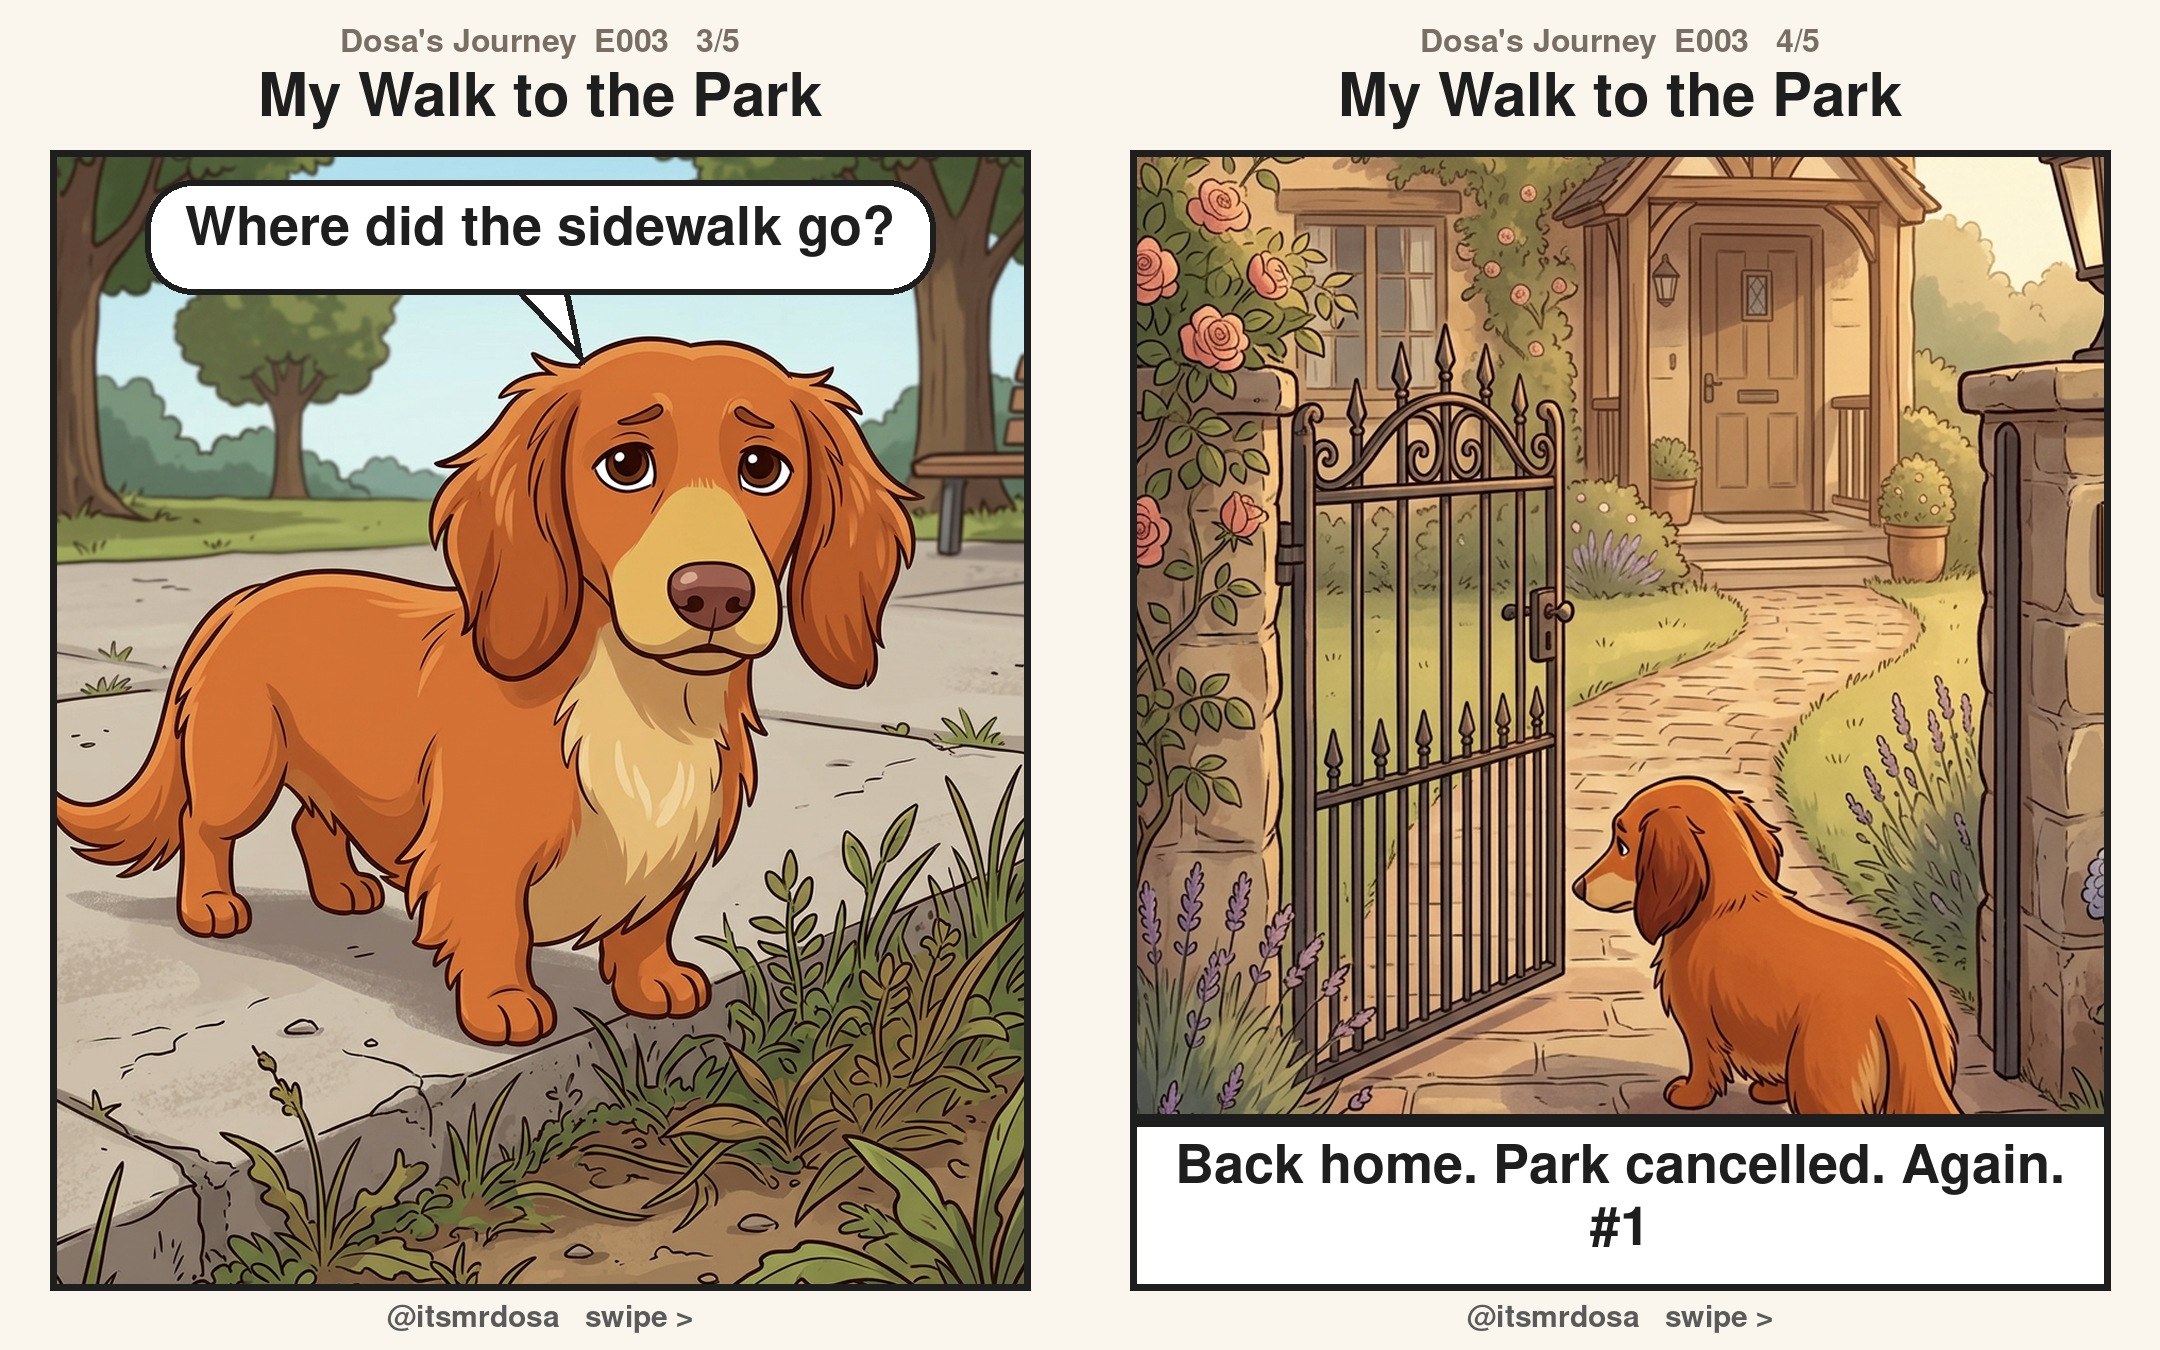 Dosa's Journey E003 3/5
My Walk to the Park
Where did the sidewalk go?
@itsmrdosa swipe >
Dosa's Journey E003 4/5
My Walk to the Park
Back home. Park cancelled. Again.
#1
@itsmrdosa swipe >